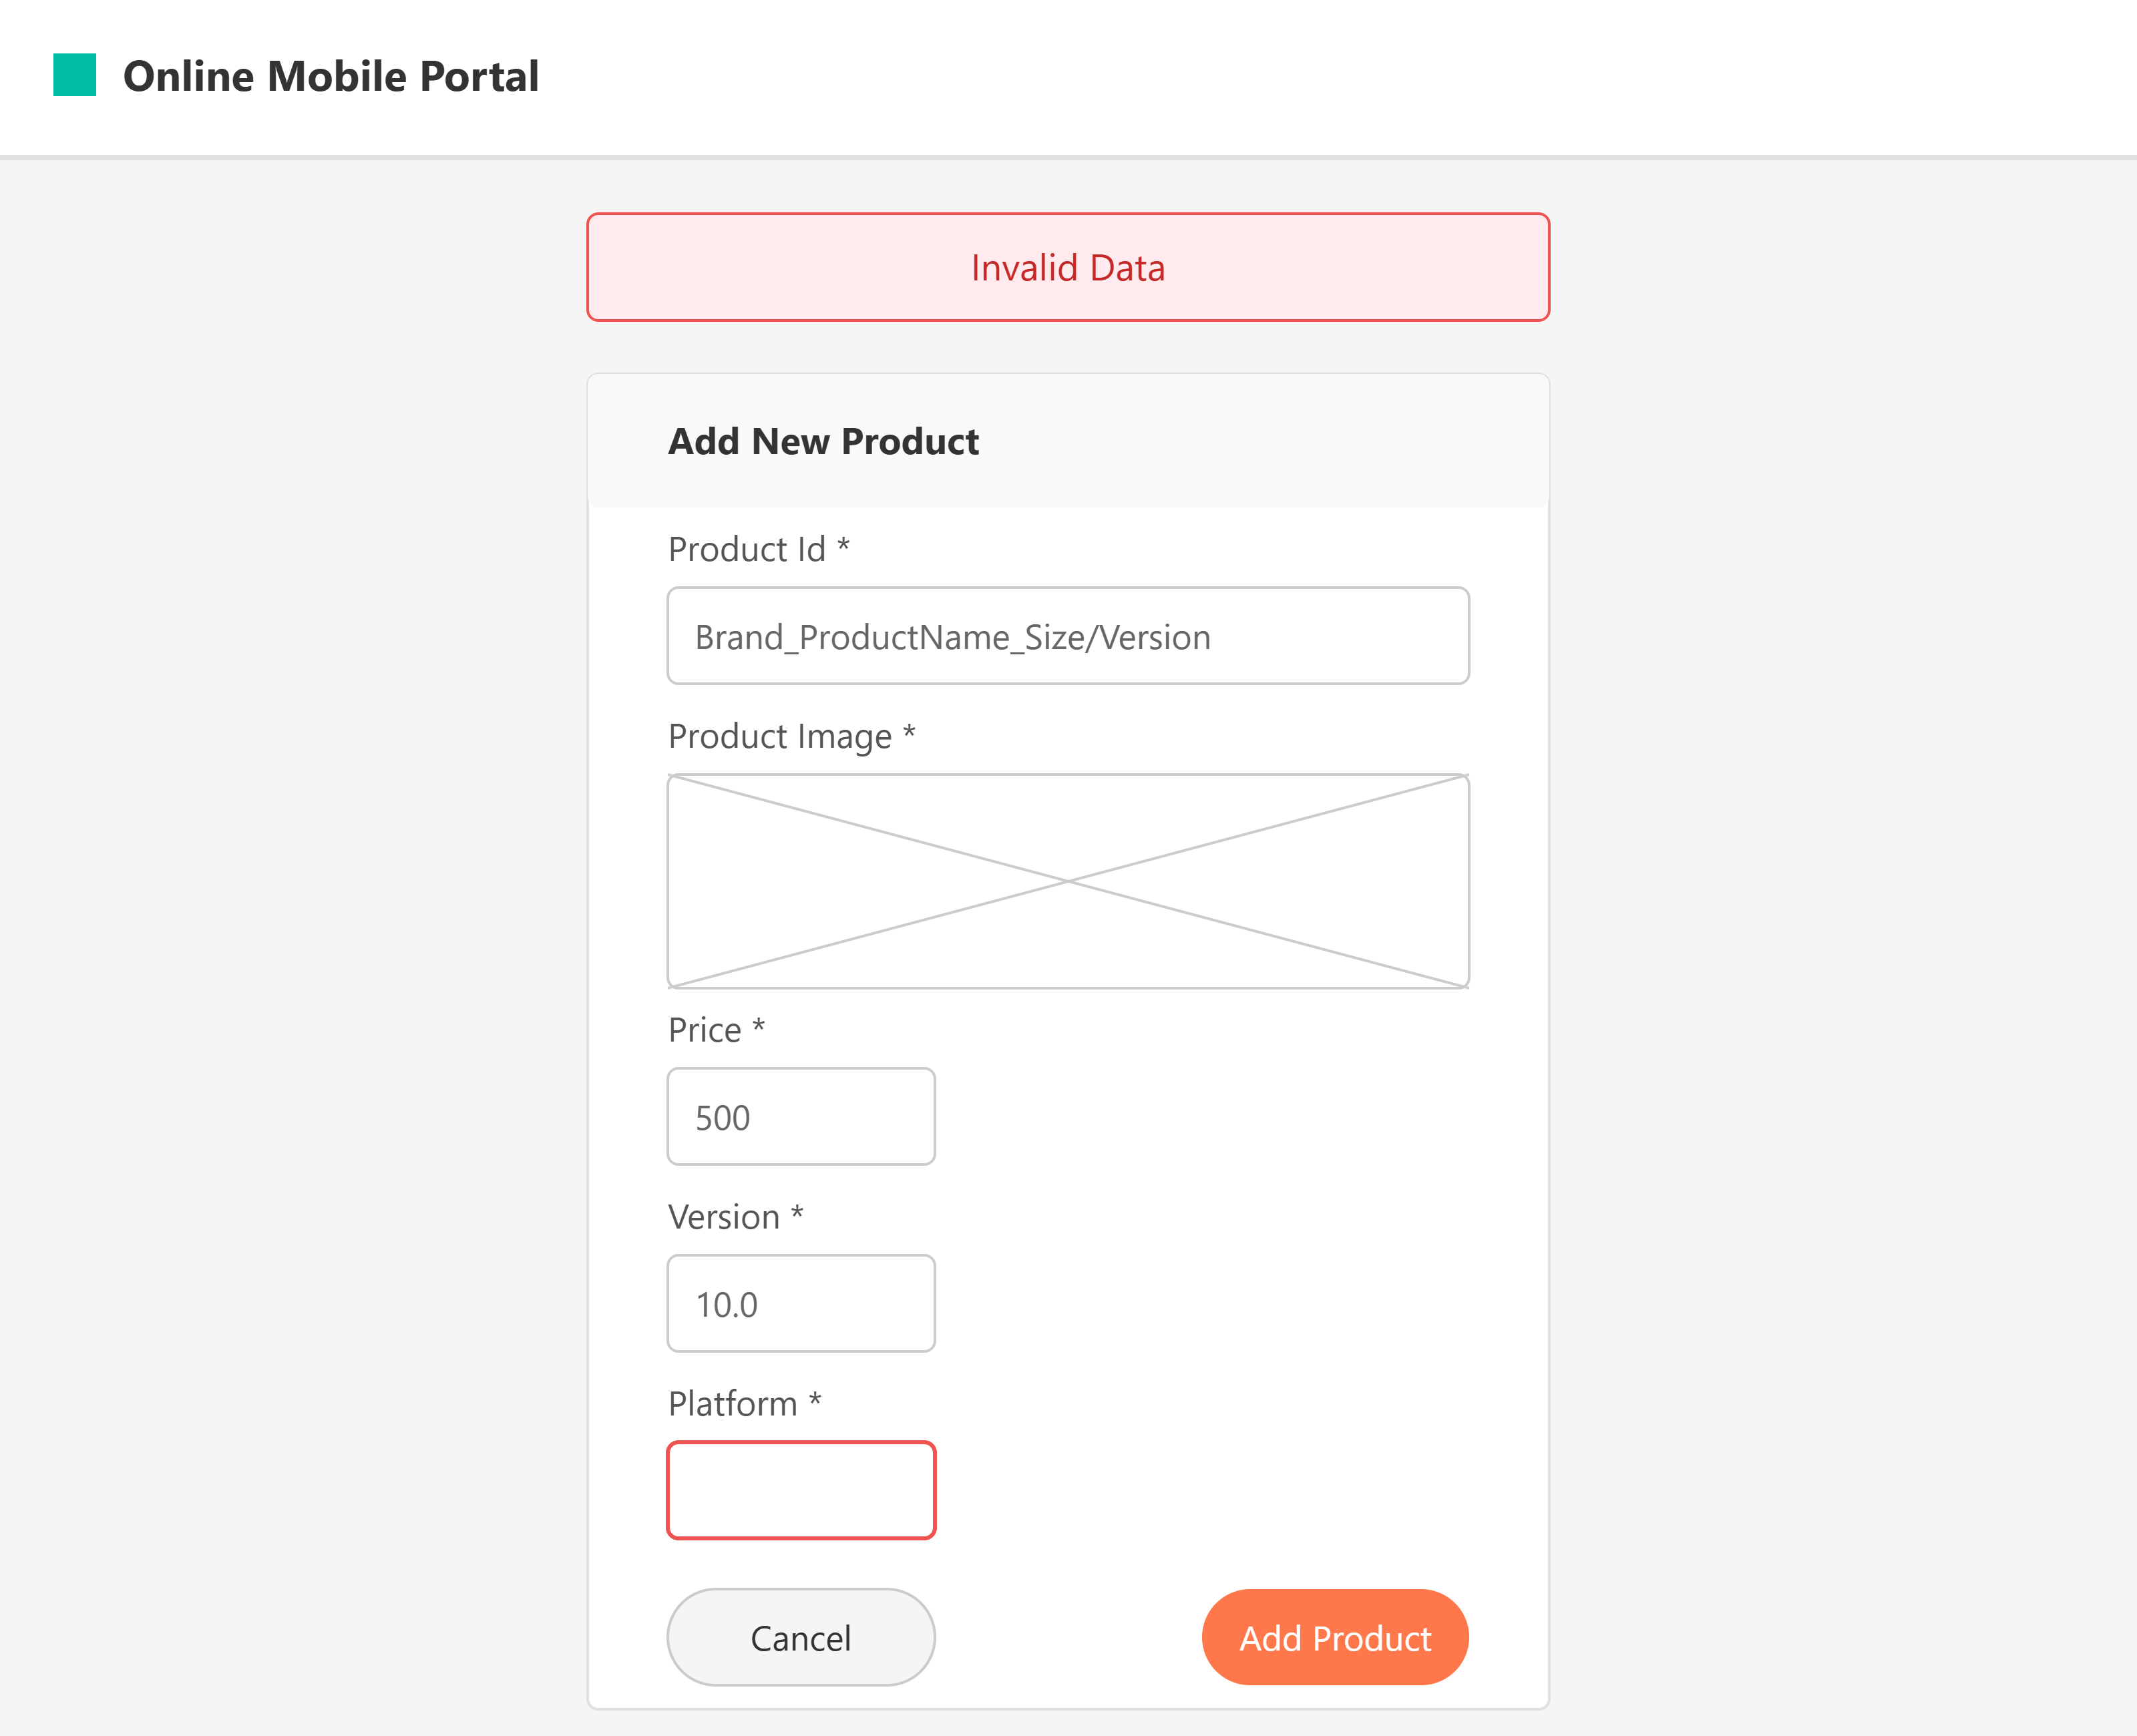 Online Mobile Portal
Invalid Data
Add New Product
Product Id *
Brand_ProductName_Size/Version
Product Image *
Price *
500
Version *
10.0
Platform *
Cancel
Add Product